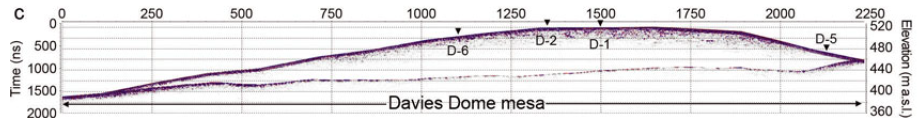 C
0 250 500 750 1000 1250 1500 1750 2000 2250
0 500 1000 1500 2000
Time (ns)
520 480 440 400 360
Elevation (m a.s.l.)
D-6 D-2 D-1 D-5
Davies Dome mesa